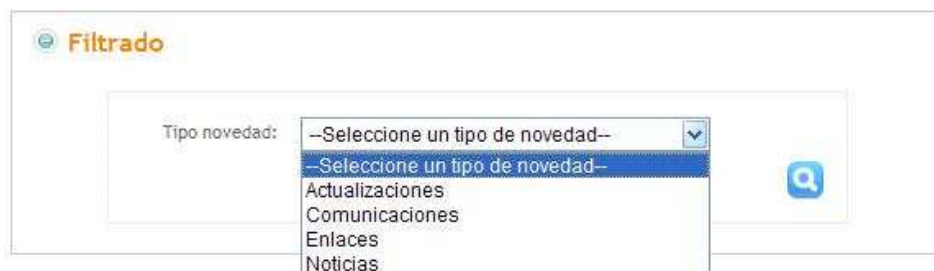 Filtrado
Tipo novedad: --Seleccione un tipo de novedad--
--Seleccione un tipo de novedad--
Actualizaciones
Comunicaciones
Enlaces
Noticias